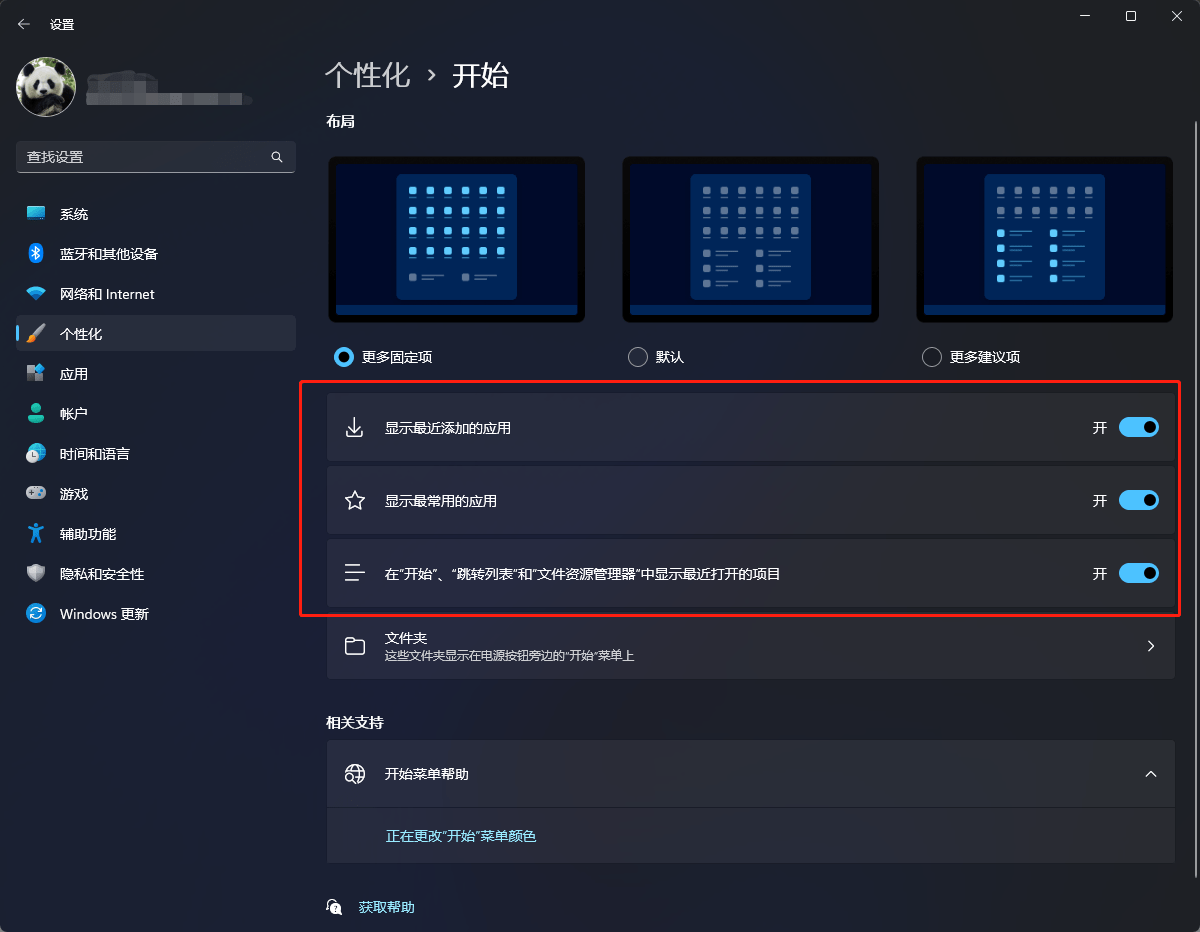 设置
查找设置
系统
蓝牙和其他设备
网络和 Internet
个性化
应用
帐户
时间和语言
游戏
辅助功能
隐私和安全性
Windows 更新
个性化 › 开始
布局
更多固定项
默认
更多建议项
显示最近添加的应用
开
显示最常用的应用
开
在"开始"、"跳转列表"和"文件资源管理器"中显示最近打开的项目
开
文件夹
这些文件夹显示在电源按钮旁边的"开始"菜单上
相关支持
开始菜单帮助
正在更改"开始"菜单颜色
获取帮助